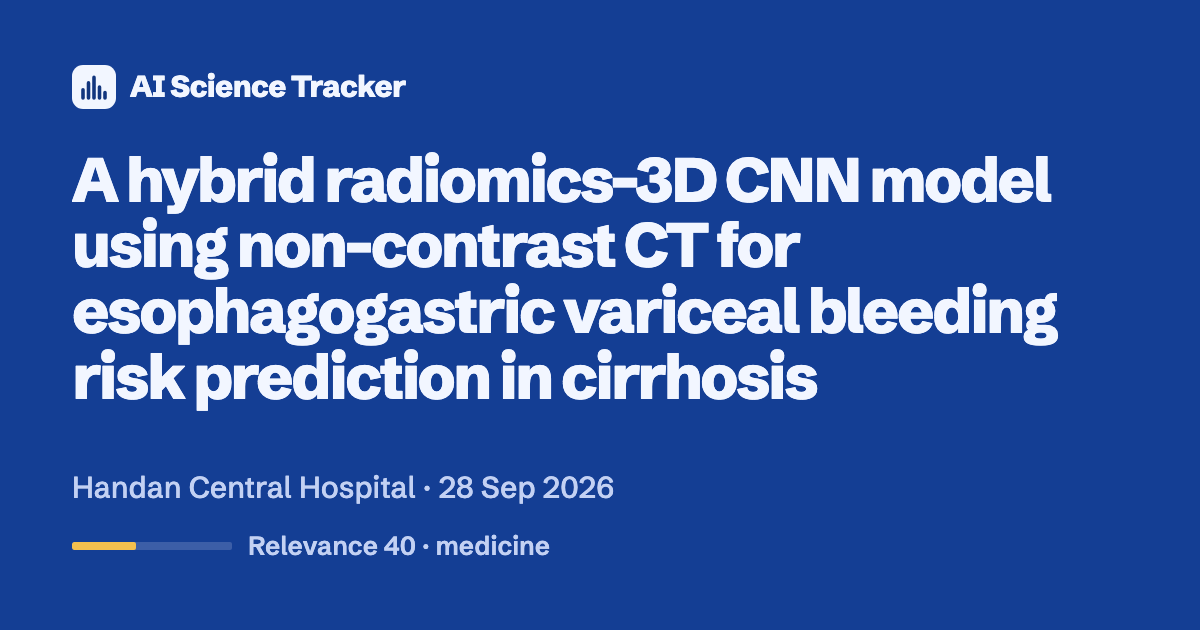 AI Science Tracker
A hybrid radiomics–3D CNN model
using non-contrast CT for
esophagogastric variceal bleeding
risk prediction in cirrhosis
Handan Central Hospital · 28 Sep 2026
Relevance 40 · medicine